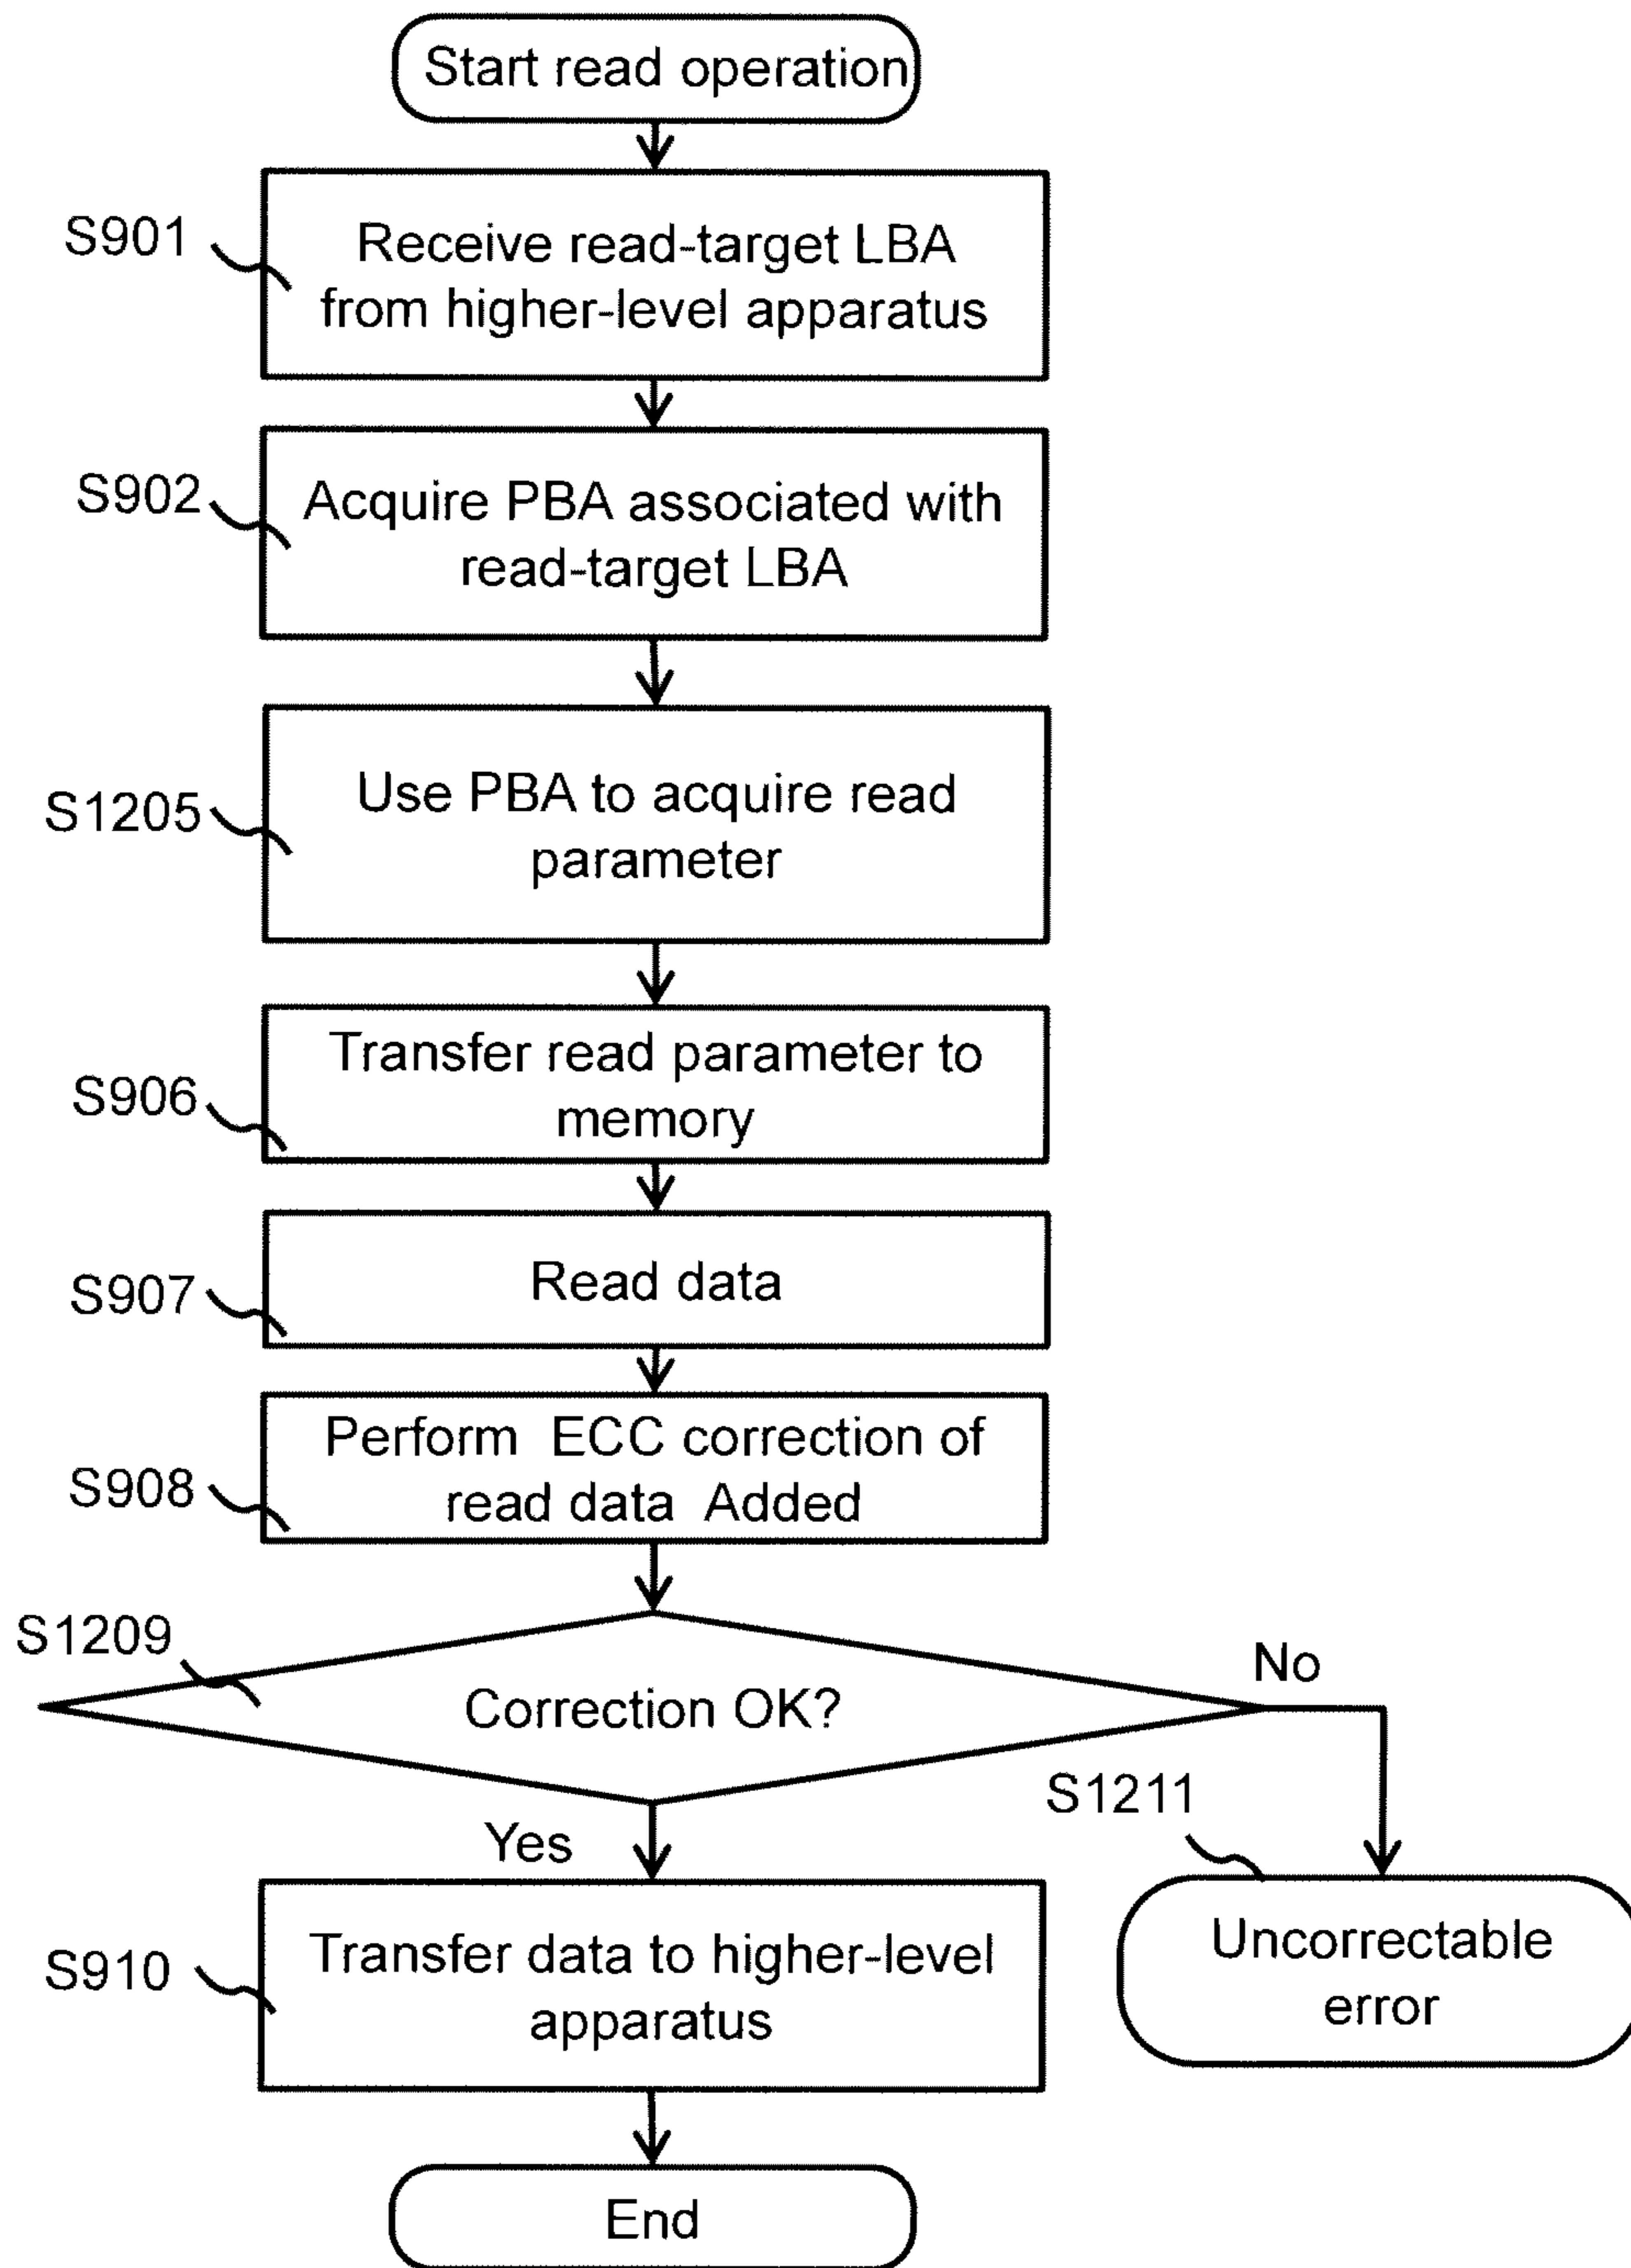 Start read operation
S901
Receive read-target LBA
from higher-level apparatus
S902
Acquire PBA associated with
read-target LBA
S1205
Use PBA to acquire read
parameter
S906
Transfer read parameter to
memory
S907
Read data
S908
Perform ECC correction of
read data Added
S1209
Correction OK?
No
Yes
S1211
Uncorrectable
error
S910
Transfer data to higher-level
apparatus
End